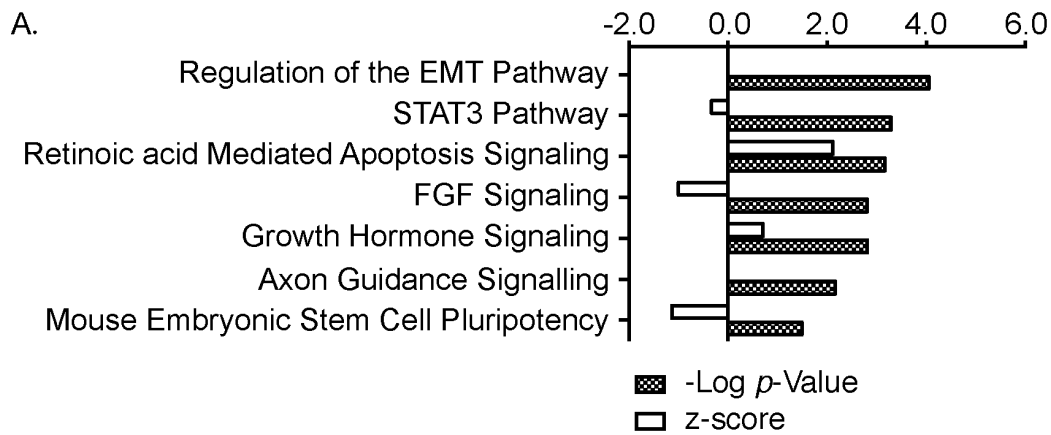 A.
-2.0 0.0 2.0 4.0 6.0
Regulation of the EMT Pathway
STAT3 Pathway
Retinoic acid Mediated Apoptosis Signaling
FGF Signaling
Growth Hormone Signaling
Axon Guidance Signalling
Mouse Embryonic Stem Cell Pluripotency
-Log p-Value
z-score